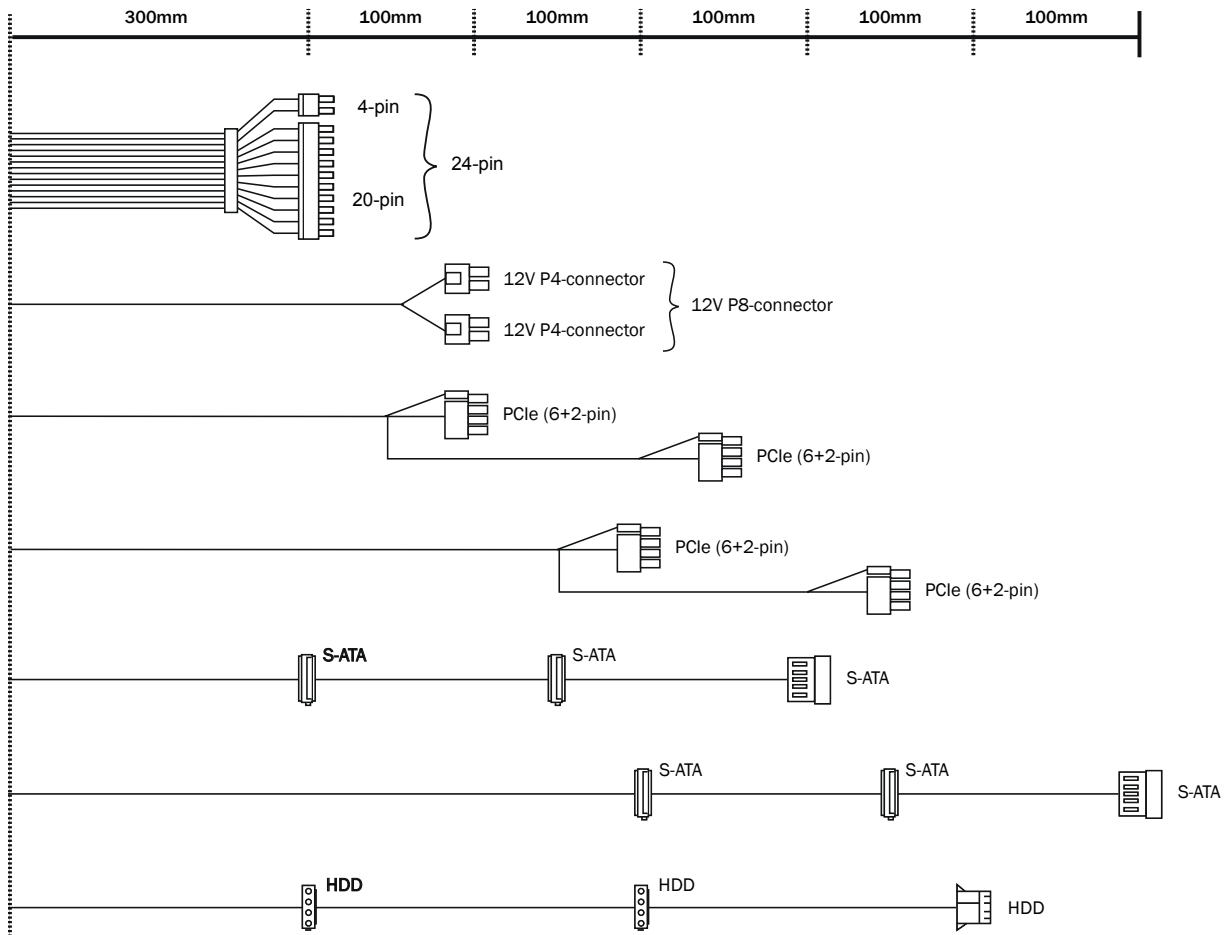 300mm 100mm 100mm 100mm 100mm 100mm
4-pin
24-pin
20-pin
12V P4-connector
12V P8-connector
12V P4-connector
PCIe (6+2-pin)
PCIe (6+2-pin)
PCIe (6+2-pin)
PCIe (6+2-pin)
S-ATA S-ATA S-ATA
S-ATA S-ATA S-ATA
HDD HDD HDD